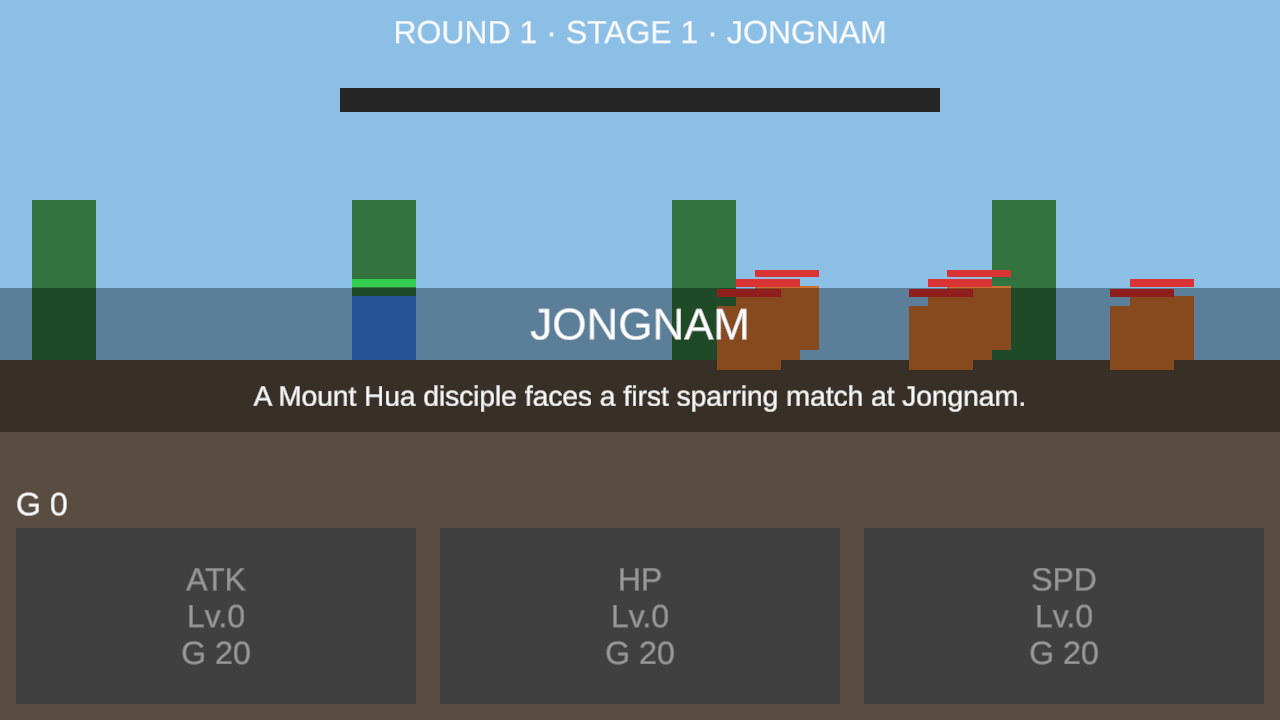 ROUND 1 · STAGE 1 · JONGNAM
JONGNAM
A Mount Hua disciple faces a first sparring match at Jongnam.
G 0
ATK
Lv.0
G 20
HP
Lv.0
G 20
SPD
Lv.0
G 20